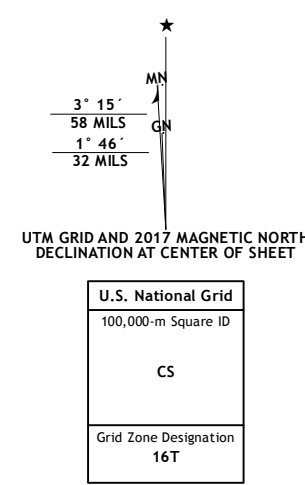 ★
MN
3° 15´
58 MILS
GN
1° 46´
32 MILS
UTM GRID AND 2017 MAGNETIC NORTH
DECLINATION AT CENTER OF SHEET
U.S. National Grid
100,000-m Square ID
CS
Grid Zone Designation
16T